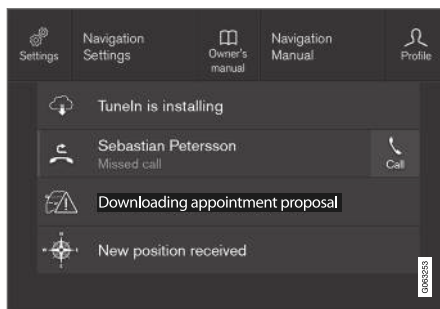 Settings
Navigation
Settings
Owner's
manual
Navigation
Manual
Profile
TuneIn is installing
Sebastian Petersson
Missed call
Call
Downloading appointment proposal
New position received
G063253